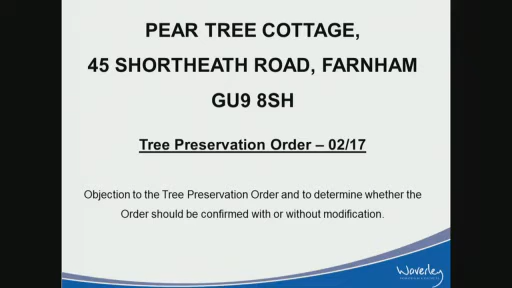 PEAR TREE COTTAGE,
45 SHORTHEATH ROAD, FARNHAM
GU9 8SH
Tree Preservation Order – 02/17
Objection to the Tree Preservation Order and to determine whether the
Order should be confirmed with or without modification.
Waverley